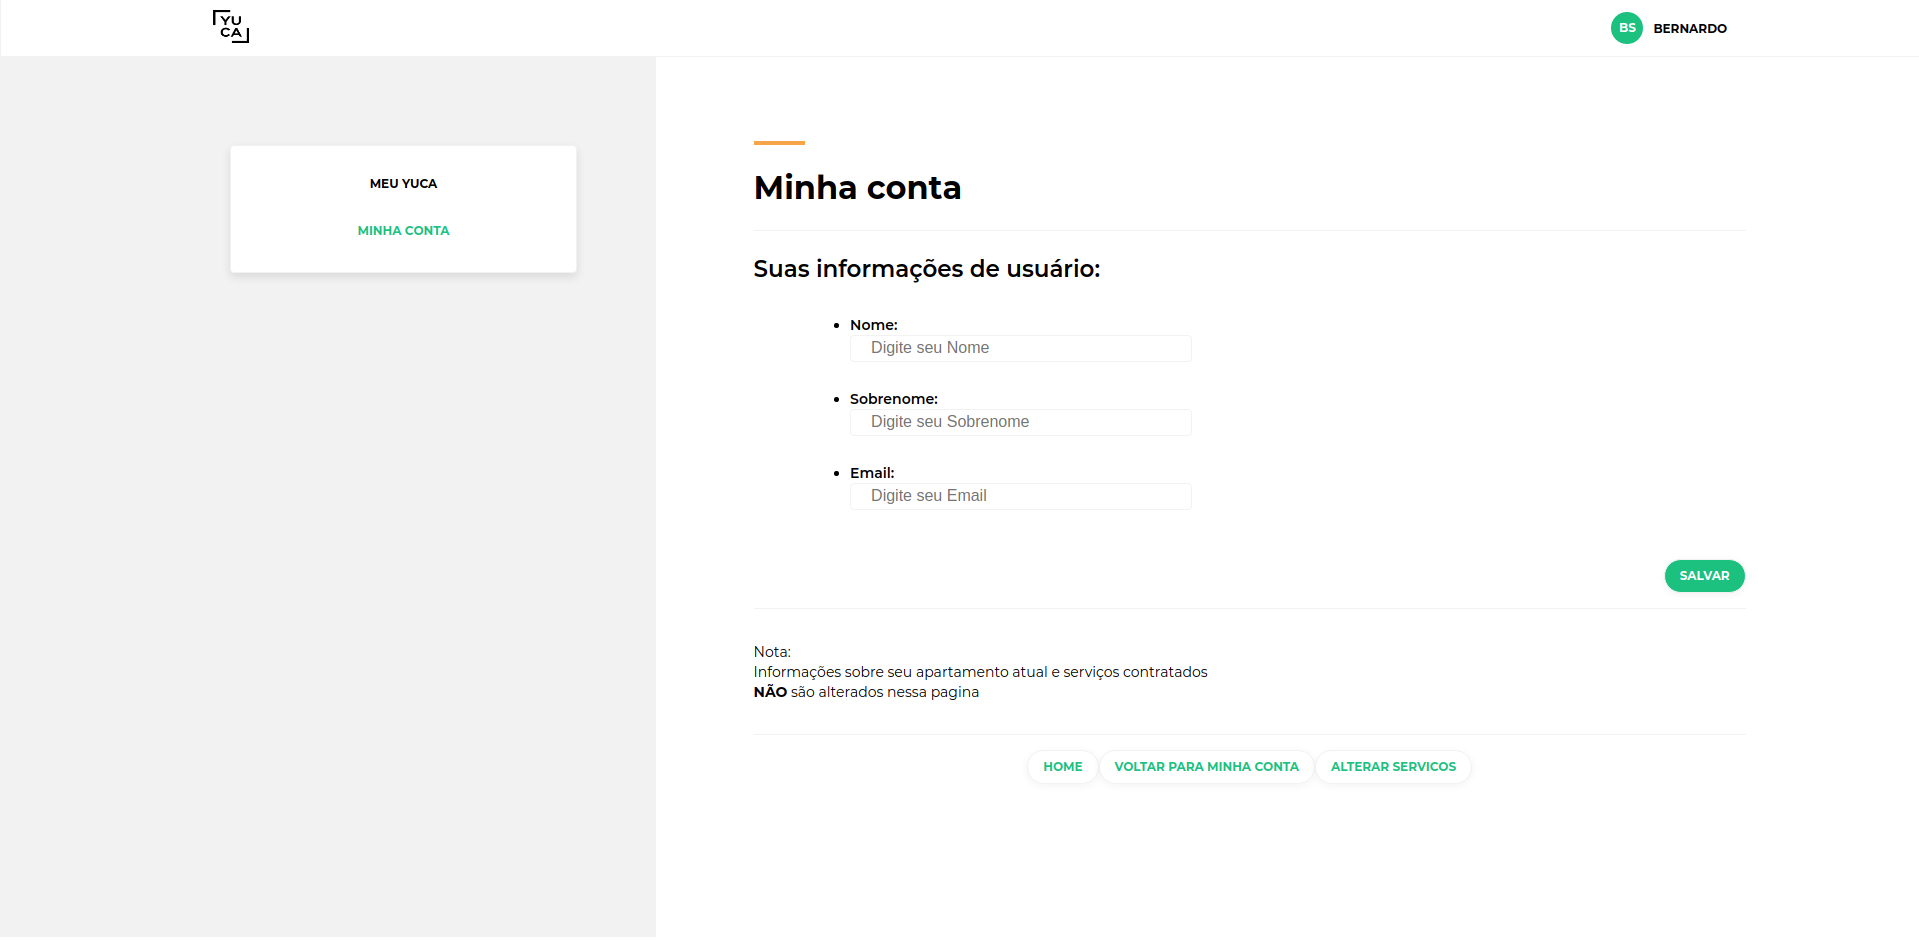 YU
CA
BS BERNARDO
MEU YUCA
MINHA CONTA
Minha conta
Suas informações de usuário:
Nome:
Digite seu Nome
Sobrenome:
Digite seu Sobrenome
Email:
Digite seu Email
SALVAR
Nota:
Informações sobre seu apartamento atual e serviços contratados
NÃO são alterados nessa pagina
HOME VOLTAR PARA MINHA CONTA ALTERAR SERVICOS